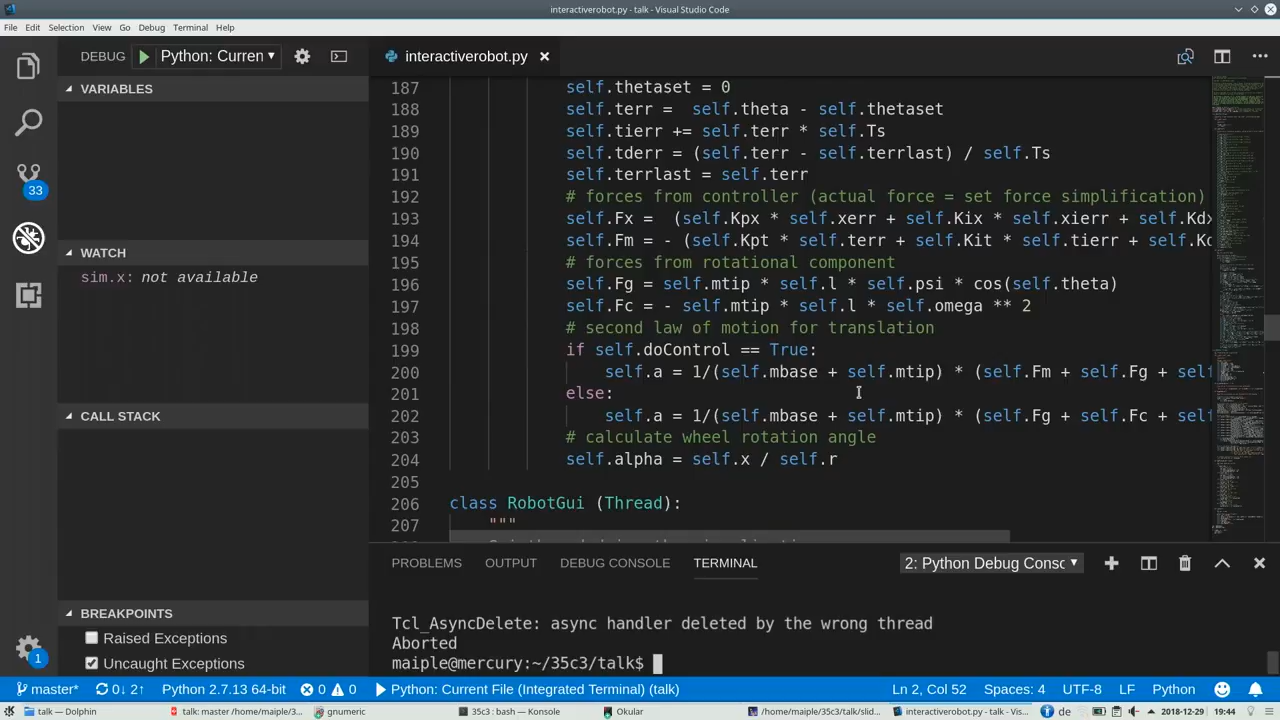 interactiverobot.py - talk - Visual Studio Code
File Edit Selection View Go Debug Terminal Help
DEBUG Python: Curren
interactiverobot.py
VARIABLES
WATCH
sim.x: not available
CALL STACK
BREAKPOINTS
Raised Exceptions
Uncaught Exceptions
33
1
187 self.thetaset = 0
188 self.terr =  self.theta - self.thetaset
189 self.tierr += self.terr * self.Ts
190 self.tderr = (self.terr - self.terrlast) / self.Ts
191 self.terrlast = self.terr
192 # forces from controller (actual force = set force simplification)
193 self.Fx =  (self.Kpx * self.xerr + self.Kix * self.xierr + self.Kdx
194 self.Fm = - (self.Kpt * self.terr + self.Kit * self.tierr + self.Kd
195 # forces from rotational component
196 self.Fg = self.mtip * self.l * self.psi * cos(self.theta)
197 self.Fc = - self.mtip * self.l * self.omega ** 2
198 # second law of motion for translation
199 if self.doControl == True:
200 self.a = 1/(self.mbase + self.mtip) * (self.Fm + self.Fg + self
201 else:
202 self.a = 1/(self.mbase + self.mtip) * (self.Fg + self.Fc + self
203 # calculate wheel rotation angle
204 self.alpha = self.x / self.r
205
206 class RobotGui (Thread):
207 """
PROBLEMS OUTPUT DEBUG CONSOLE TERMINAL 2: Python Debug Consc
Tcl_AsyncDelete: async handler deleted by the wrong thread
Aborted
maiple@mercury:~/35c3/talk$
master* 0↓ 2↑ Python 2.7.13 64-bit 0 0 Python: Current File (Integrated Terminal) (talk) Ln 2, Col 52 Spaces: 4 UTF-8 LF Python 1
talk — Dolphin talk: master /home/maiple/3... gnumeric 35c3 : bash — Konsole Okular /home/maiple/35c3/talk/slid... interactiverobot.py - talk - Vis... de 19:44 2018-12-29 19:44